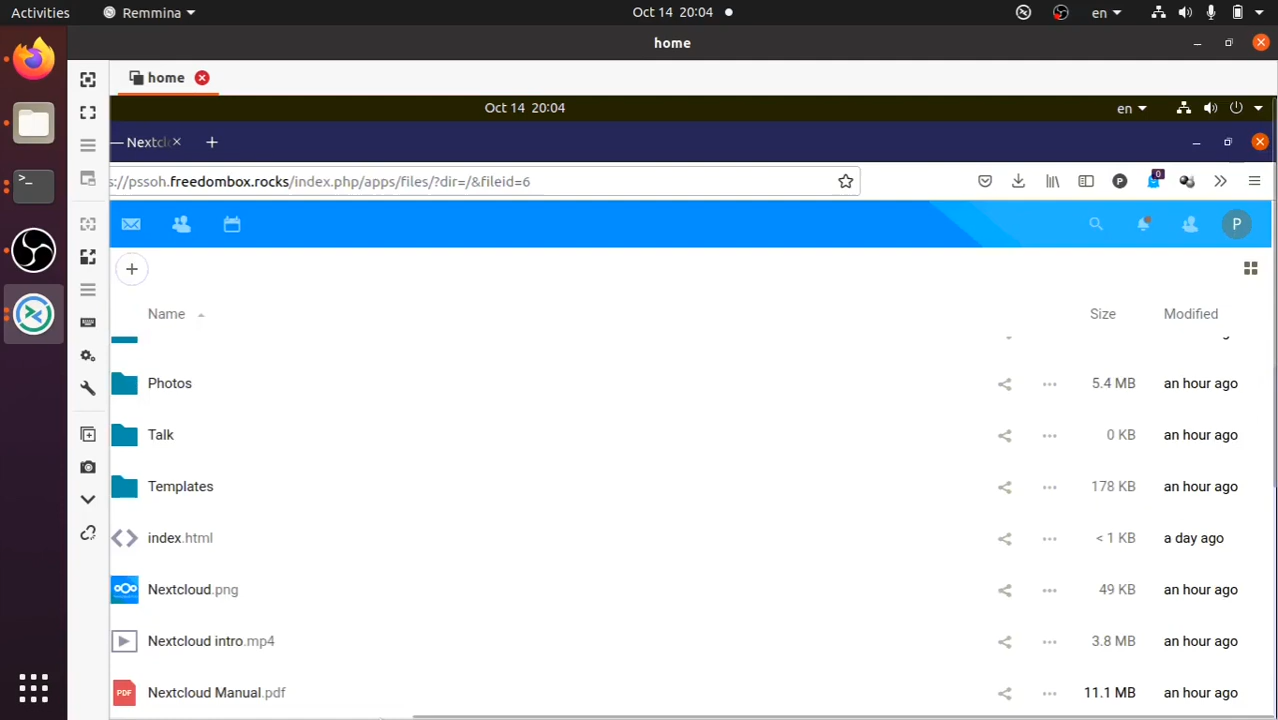 Activities Remmina Oct 14 20:04 en
home
home
Oct 14 20:04 en
— Nextcl
s://pssoh.freedombox.rocks/index.php/apps/files/?dir=/&fileid=6 P 0
P
Name Size Modified
Photos 5.4 MB an hour ago
Talk 0 KB an hour ago
Templates 178 KB an hour ago
index.html < 1 KB a day ago
Nextcloud.png 49 KB an hour ago
Nextcloud intro.mp4 3.8 MB an hour ago
PDF Nextcloud Manual.pdf 11.1 MB an hour ago